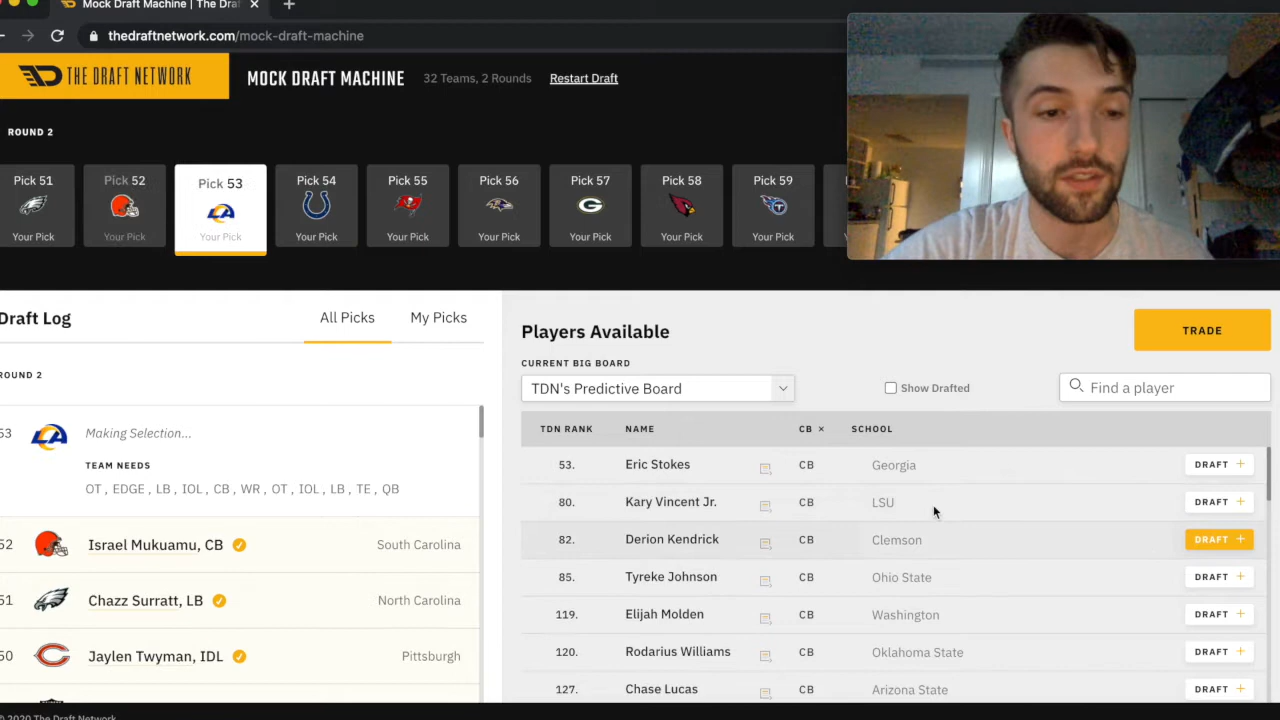 Mock Draft Machine | The Draf
thedraftnetwork.com/mock-draft-machine
THE DRAFT NETWORK
MOCK DRAFT MACHINE
32 Teams, 2 Rounds
Restart Draft
ROUND 2
Pick 51
Pick 52
Pick 53
Pick 54
Pick 55
Pick 56
Pick 57
Pick 58
Pick 59
Your Pick
Your Pick
Your Pick
Your Pick
Your Pick
Your Pick
Your Pick
Your Pick
Your Pick
Draft Log
All Picks
My Picks
ROUND 2
53
Making Selection...
TEAM NEEDS
OT , EDGE , LB , IOL , CB , WR , OT , IOL , LB , TE , QB
52 Israel Mukuamu, CB South Carolina
51 Chazz Surratt, LB North Carolina
50 Jaylen Twyman, IDL Pittsburgh
Players Available
TRADE
CURRENT BIG BOARD
TDN's Predictive Board
Show Drafted
Find a player
TDN RANK NAME CB × SCHOOL
53. Eric Stokes CB Georgia DRAFT +
80. Kary Vincent Jr. CB LSU DRAFT +
82. Derion Kendrick CB Clemson DRAFT +
85. Tyreke Johnson CB Ohio State DRAFT +
119. Elijah Molden CB Washington DRAFT +
120. Rodarius Williams CB Oklahoma State DRAFT +
127. Chase Lucas CB Arizona State DRAFT +
© 2020 The Draft Network